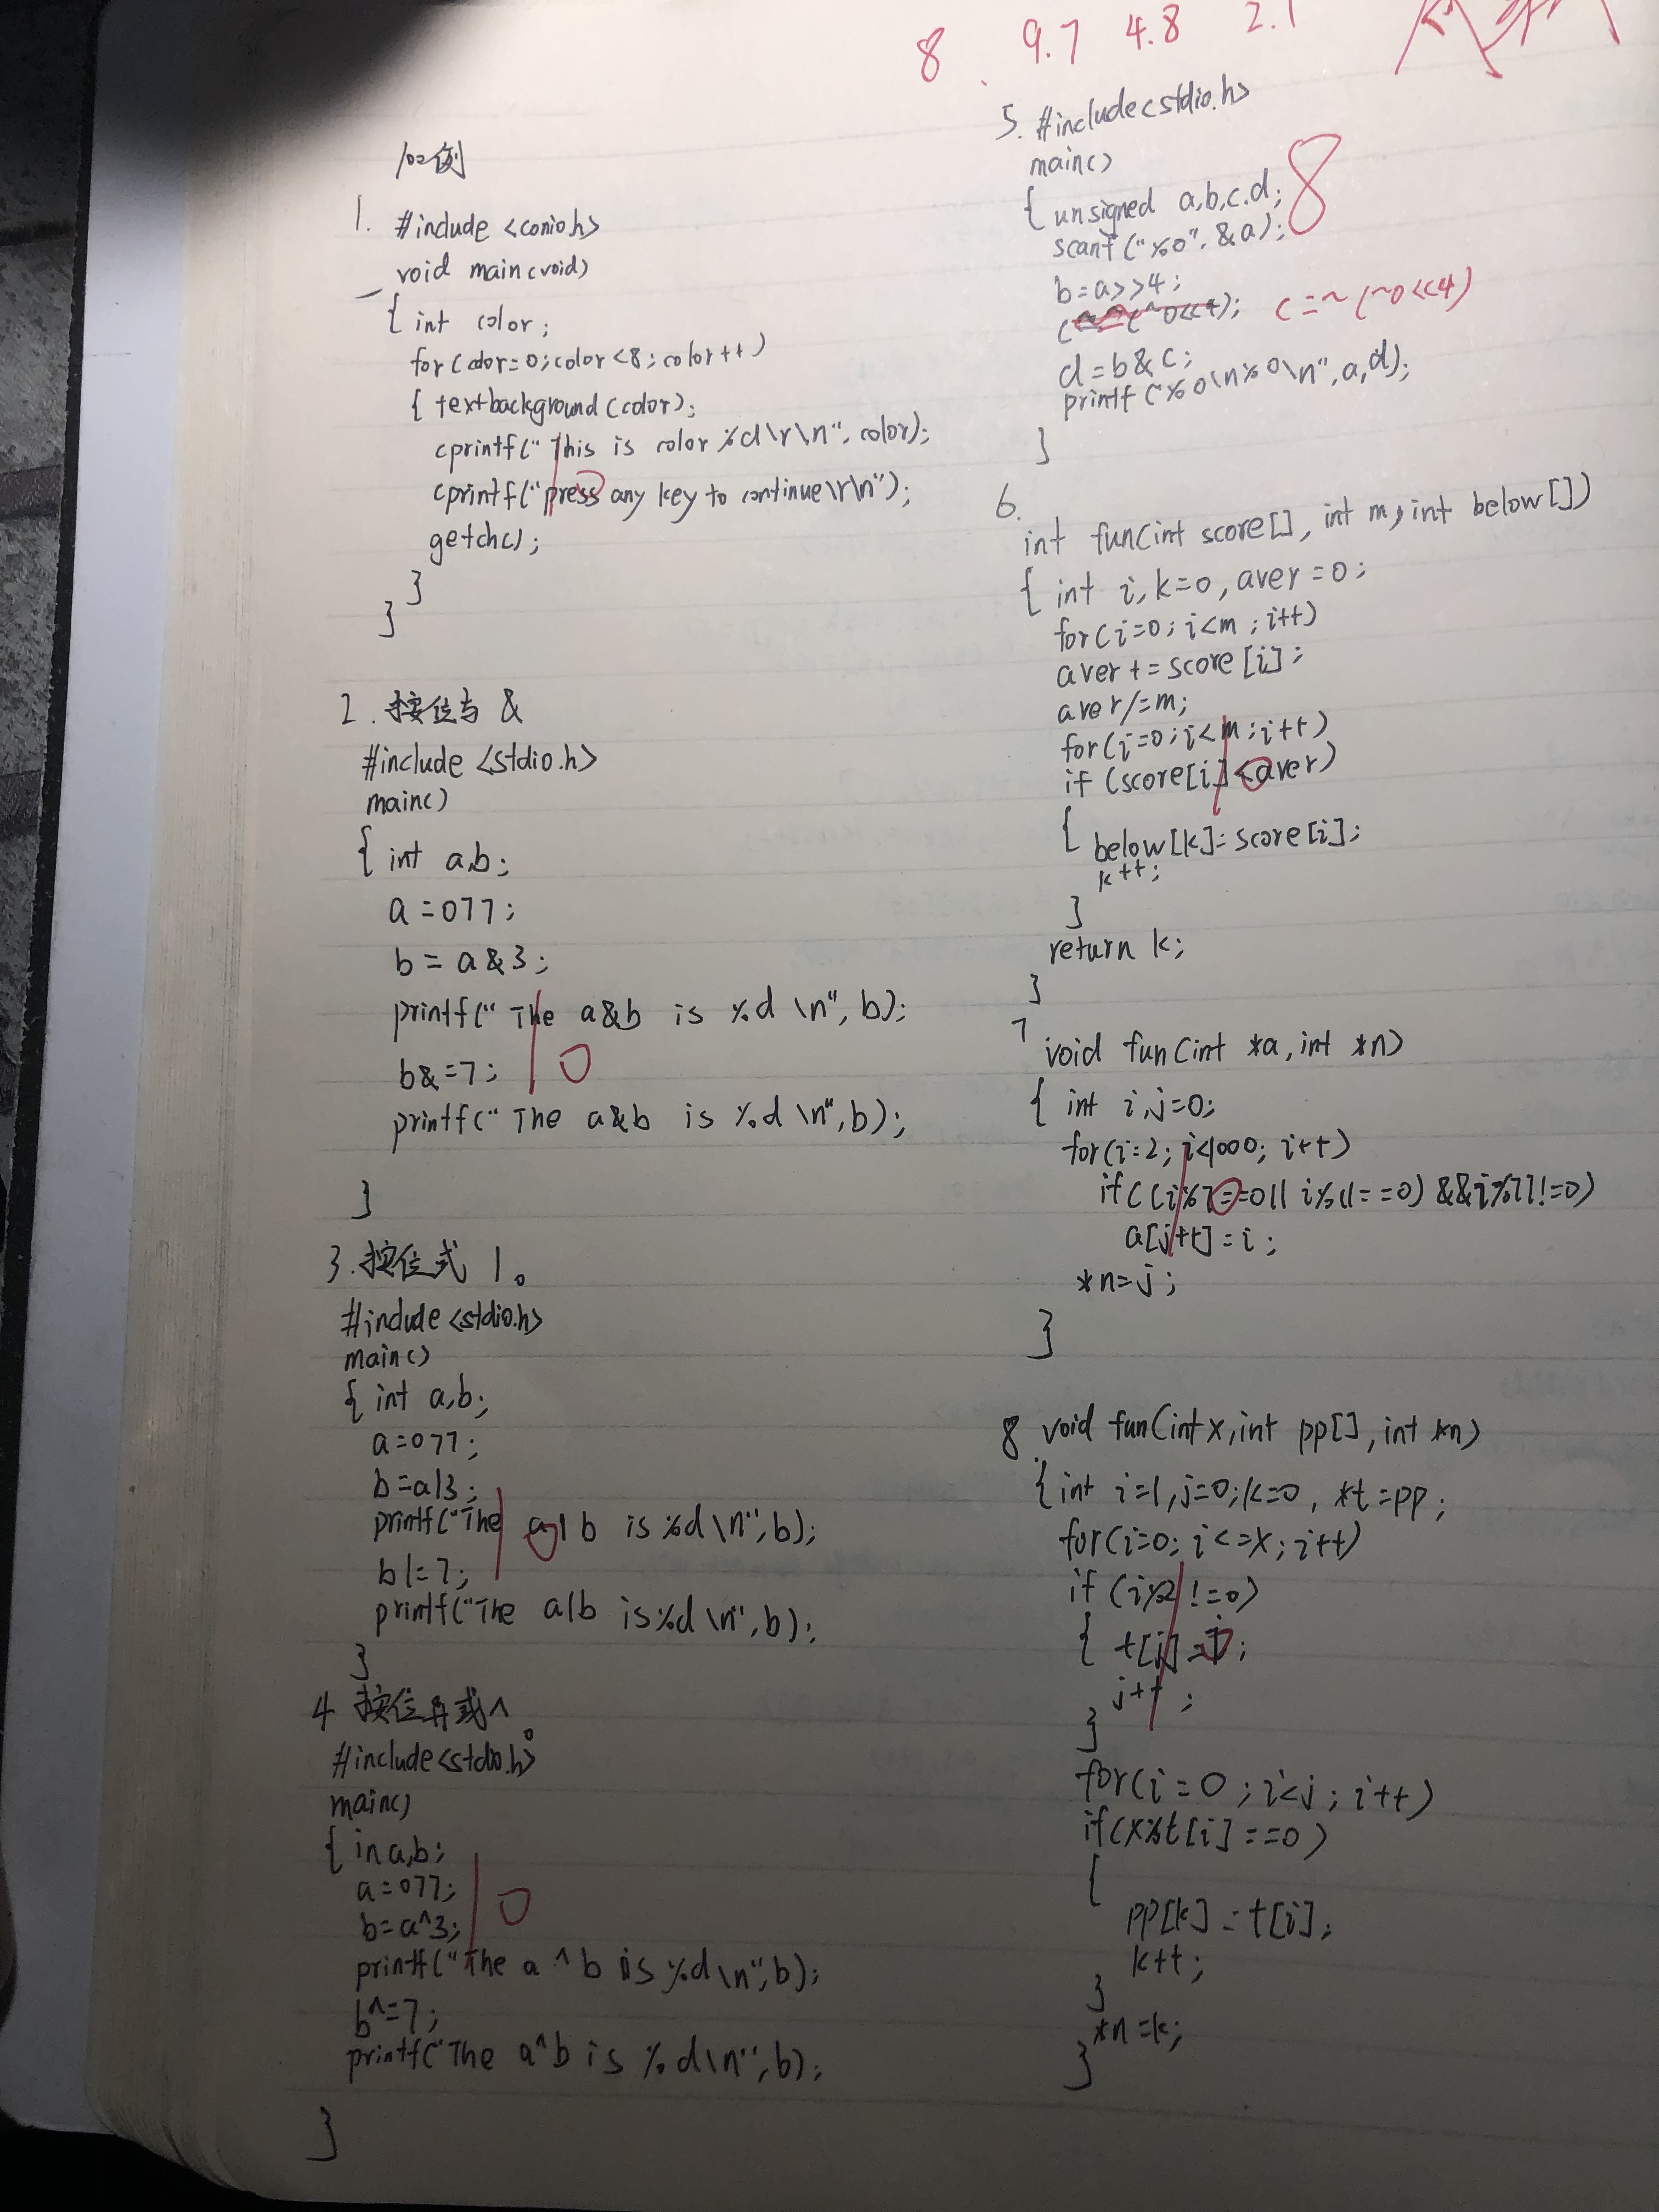 8 9.7 4.8 2.1
100例
1. #include <conio.h>
void main(void)
{ int color;
for(color=0;color<8;color++)
{ textbackground(color);
cprintf("This is color %d\r\n",color);
cprintf("press any key to continue\r\n");
getch();
}
}
2. 按位与 &
#include <stdio.h>
main()
{ int a,b;
a=077;
b=a&3;
printf("The a&b is %d \n",b);
b&=7; 10
printf("The a&b is %d \n",b);
}
3.按位式 |。
#include <stdio.h>
main()
{ int a,b;
a=077;
b=a|3;
printf("The a|b is %d \n",b);
b|=7;
printf("The a|b is %d \n",b);
}
4 按位异或^。
#include<stdio.h>
main()
{ in a,b;
a=077; 10
b=a^3;
printf("The a ^ b is %d\n",b);
b^=7;
printf("The a^b is %d\n",b);
}
5. #include<stdio.h>
main()
{ unsigned a,b,c.d; 8
scanf("%o",&a);
b=a>>4;
c=~(~0<<4); c=~(~0<<4)
d=b&c;
printf("%o\n%o\n",a,d);
}
6.
int fun(int score[], int m, int below[])
{ int i,k=0,aver=0;
for(i=0;i<m;i++)
aver+=score[i];
aver/=m;
for(i=0;i<m;i++)
if(score[i]<aver)
{ below[k]=score[i];
k++;
}
return k;
}
7 void fun(int *a,int *n)
{ int i,j=0;
for(i=2;i<1000;i++)
if((i%7==0||i%11==0)&&i%77!=0)
a[j++]=i;
*n=j;
}
8 void fun(int x,int pp[],int *n)
{int i=1,j=0;k=0, *t=pp;
for(i=0;i<=x;i++)
if(i%2!=0)
{ t[j]=i;
j++;
}
for(i=0;i<j;i++)
if(x%t[i]==0)
{
pp[k]=t[i];
k++;
}
*n=k;
}